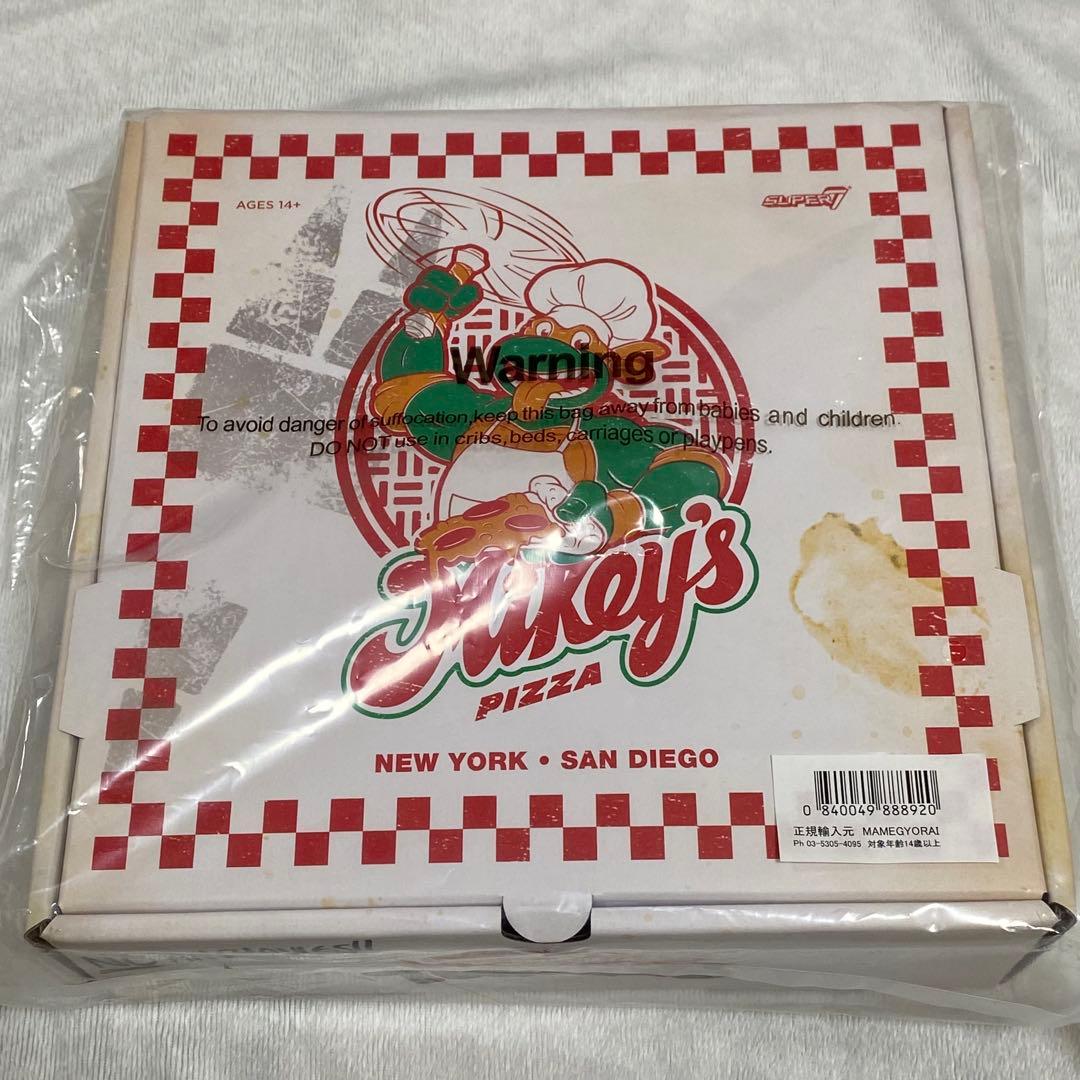 AGES 14+
SUPER7
Warning
To avoid danger of suffocation,keep this bag away from babies and children.
DO NOT use in cribs, beds, carriages or playpens.
Mikey's
PIZZA
NEW YORK • SAN DIEGO
0 840049 888920
正規輸入元 MAMEGYORAI
Ph 03-5305-4095 対象年齢14歳以上